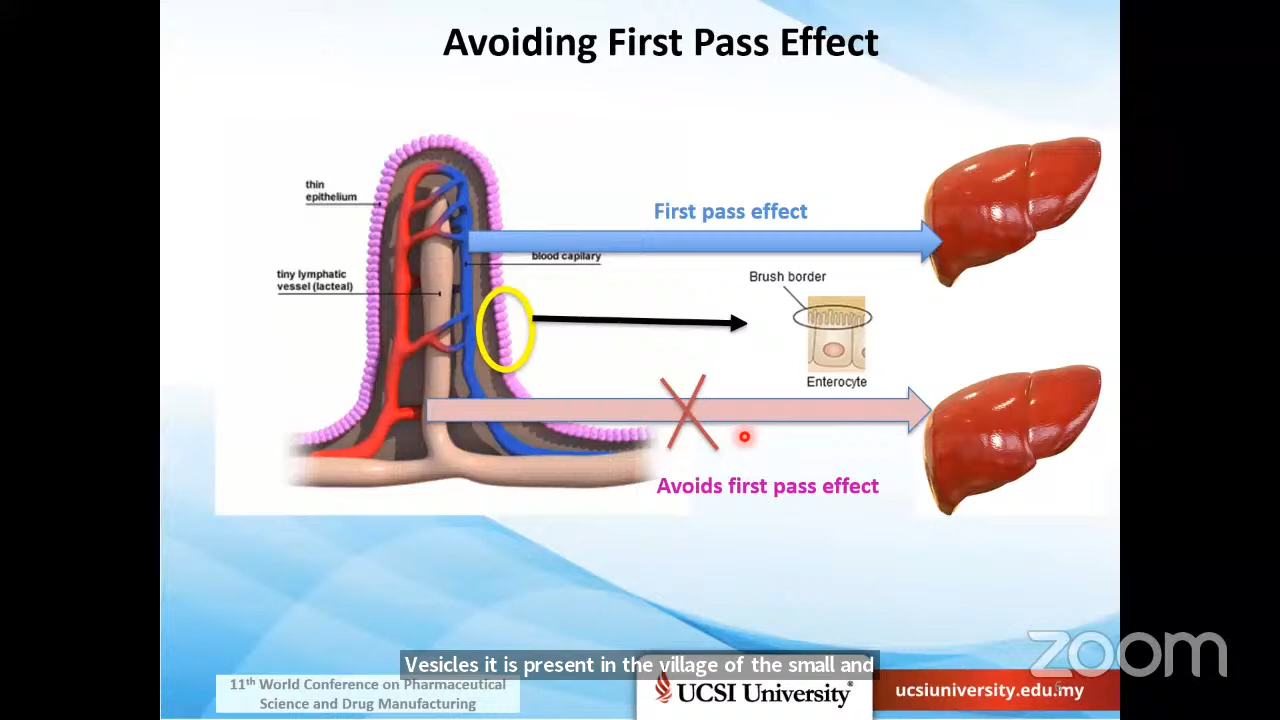 Avoiding First Pass Effect
thin
epithelium
First pass effect
blood capilary
tiny lymphatic
vessel (lacteal)
Brush border
Enterocyte
Avoids first pass effect
Vesicles it is present in the village of the small and
11th World Conference on Pharmaceutical
Science and Drug Manufacturing
UCSI University
ucsiuniversity.edu.my
zoom